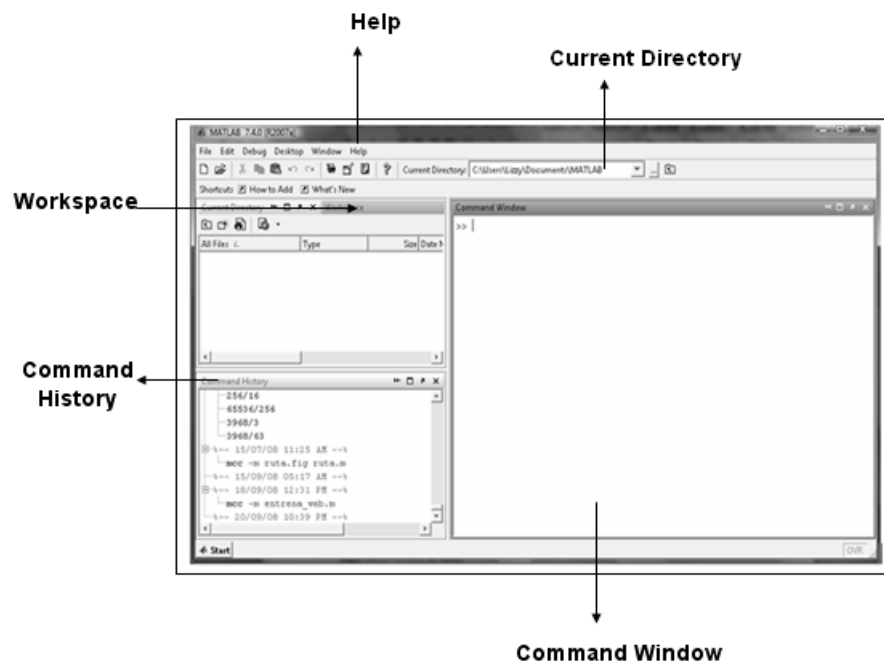 Help
Current Directory
MATLAB 7.4.0 (R2007a)
File Edit Debug Desktop Window Help
Current Directory: C:\Users\Lizzy\Documents\MATLAB
Shortcuts How to Add What's New
Workspace
Current Directory Workspace
Command Window
>>
All Files Type Size Date M
Command History
Command History
256/16
65536/256
3968/3
3968/63
%-- 15/07/08 11:25 AM --%
mcc -m ruta.fig ruta.m
%-- 15/09/08 05:17 AM --%
%-- 18/09/08 12:31 PM --%
mcc -m entrena_web.m
%-- 20/09/08 10:39 PM --%
Start
OVR
Command Window